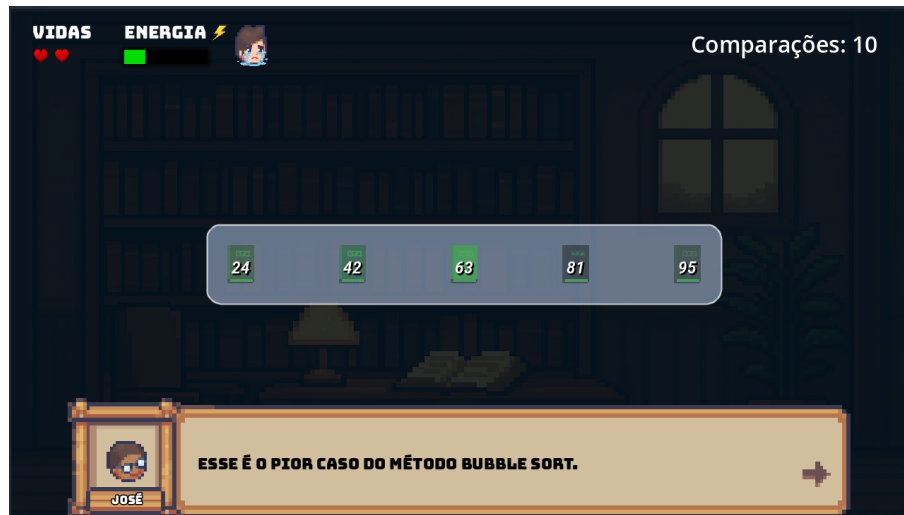 VIDAS ENERGIA
Comparações: 10
24 42 63 81 95
ESSE É O PIOR CASO DO MÉTODO BUBBLE SORT.
JOSÉ